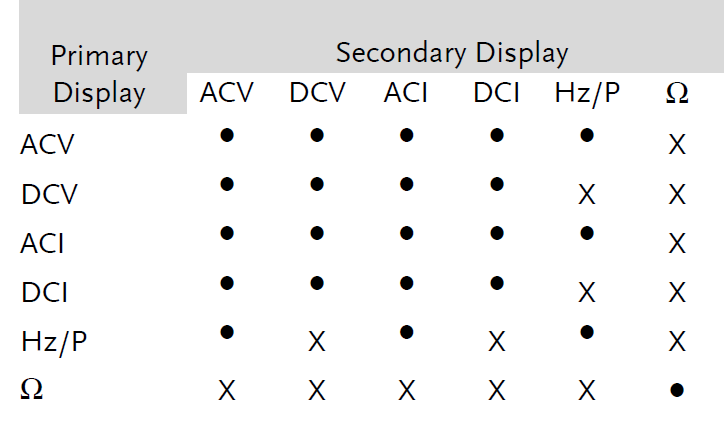 Secondary Display
Primary Display
ACV DCV ACI DCI Hz/P Ω
ACV ● ● ● ● ● X
DCV ● ● ● ● X X
ACI ● ● ● ● ● X
DCI ● ● ● ● X X
Hz/P ● X ● X ● X
Ω X X X X X ●